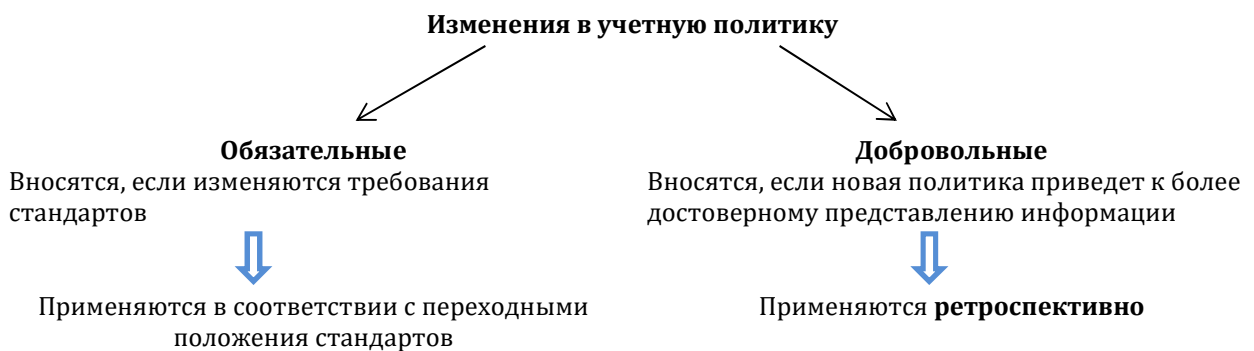 Изменения в учетную политику
Обязательные
Вносятся, если изменяются требования
стандартов
Применяются в соответствии с переходными
положения стандартов
Добровольные
Вносятся, если новая политика приведет к более
достоверному представлению информации
Применяются ретроспективно